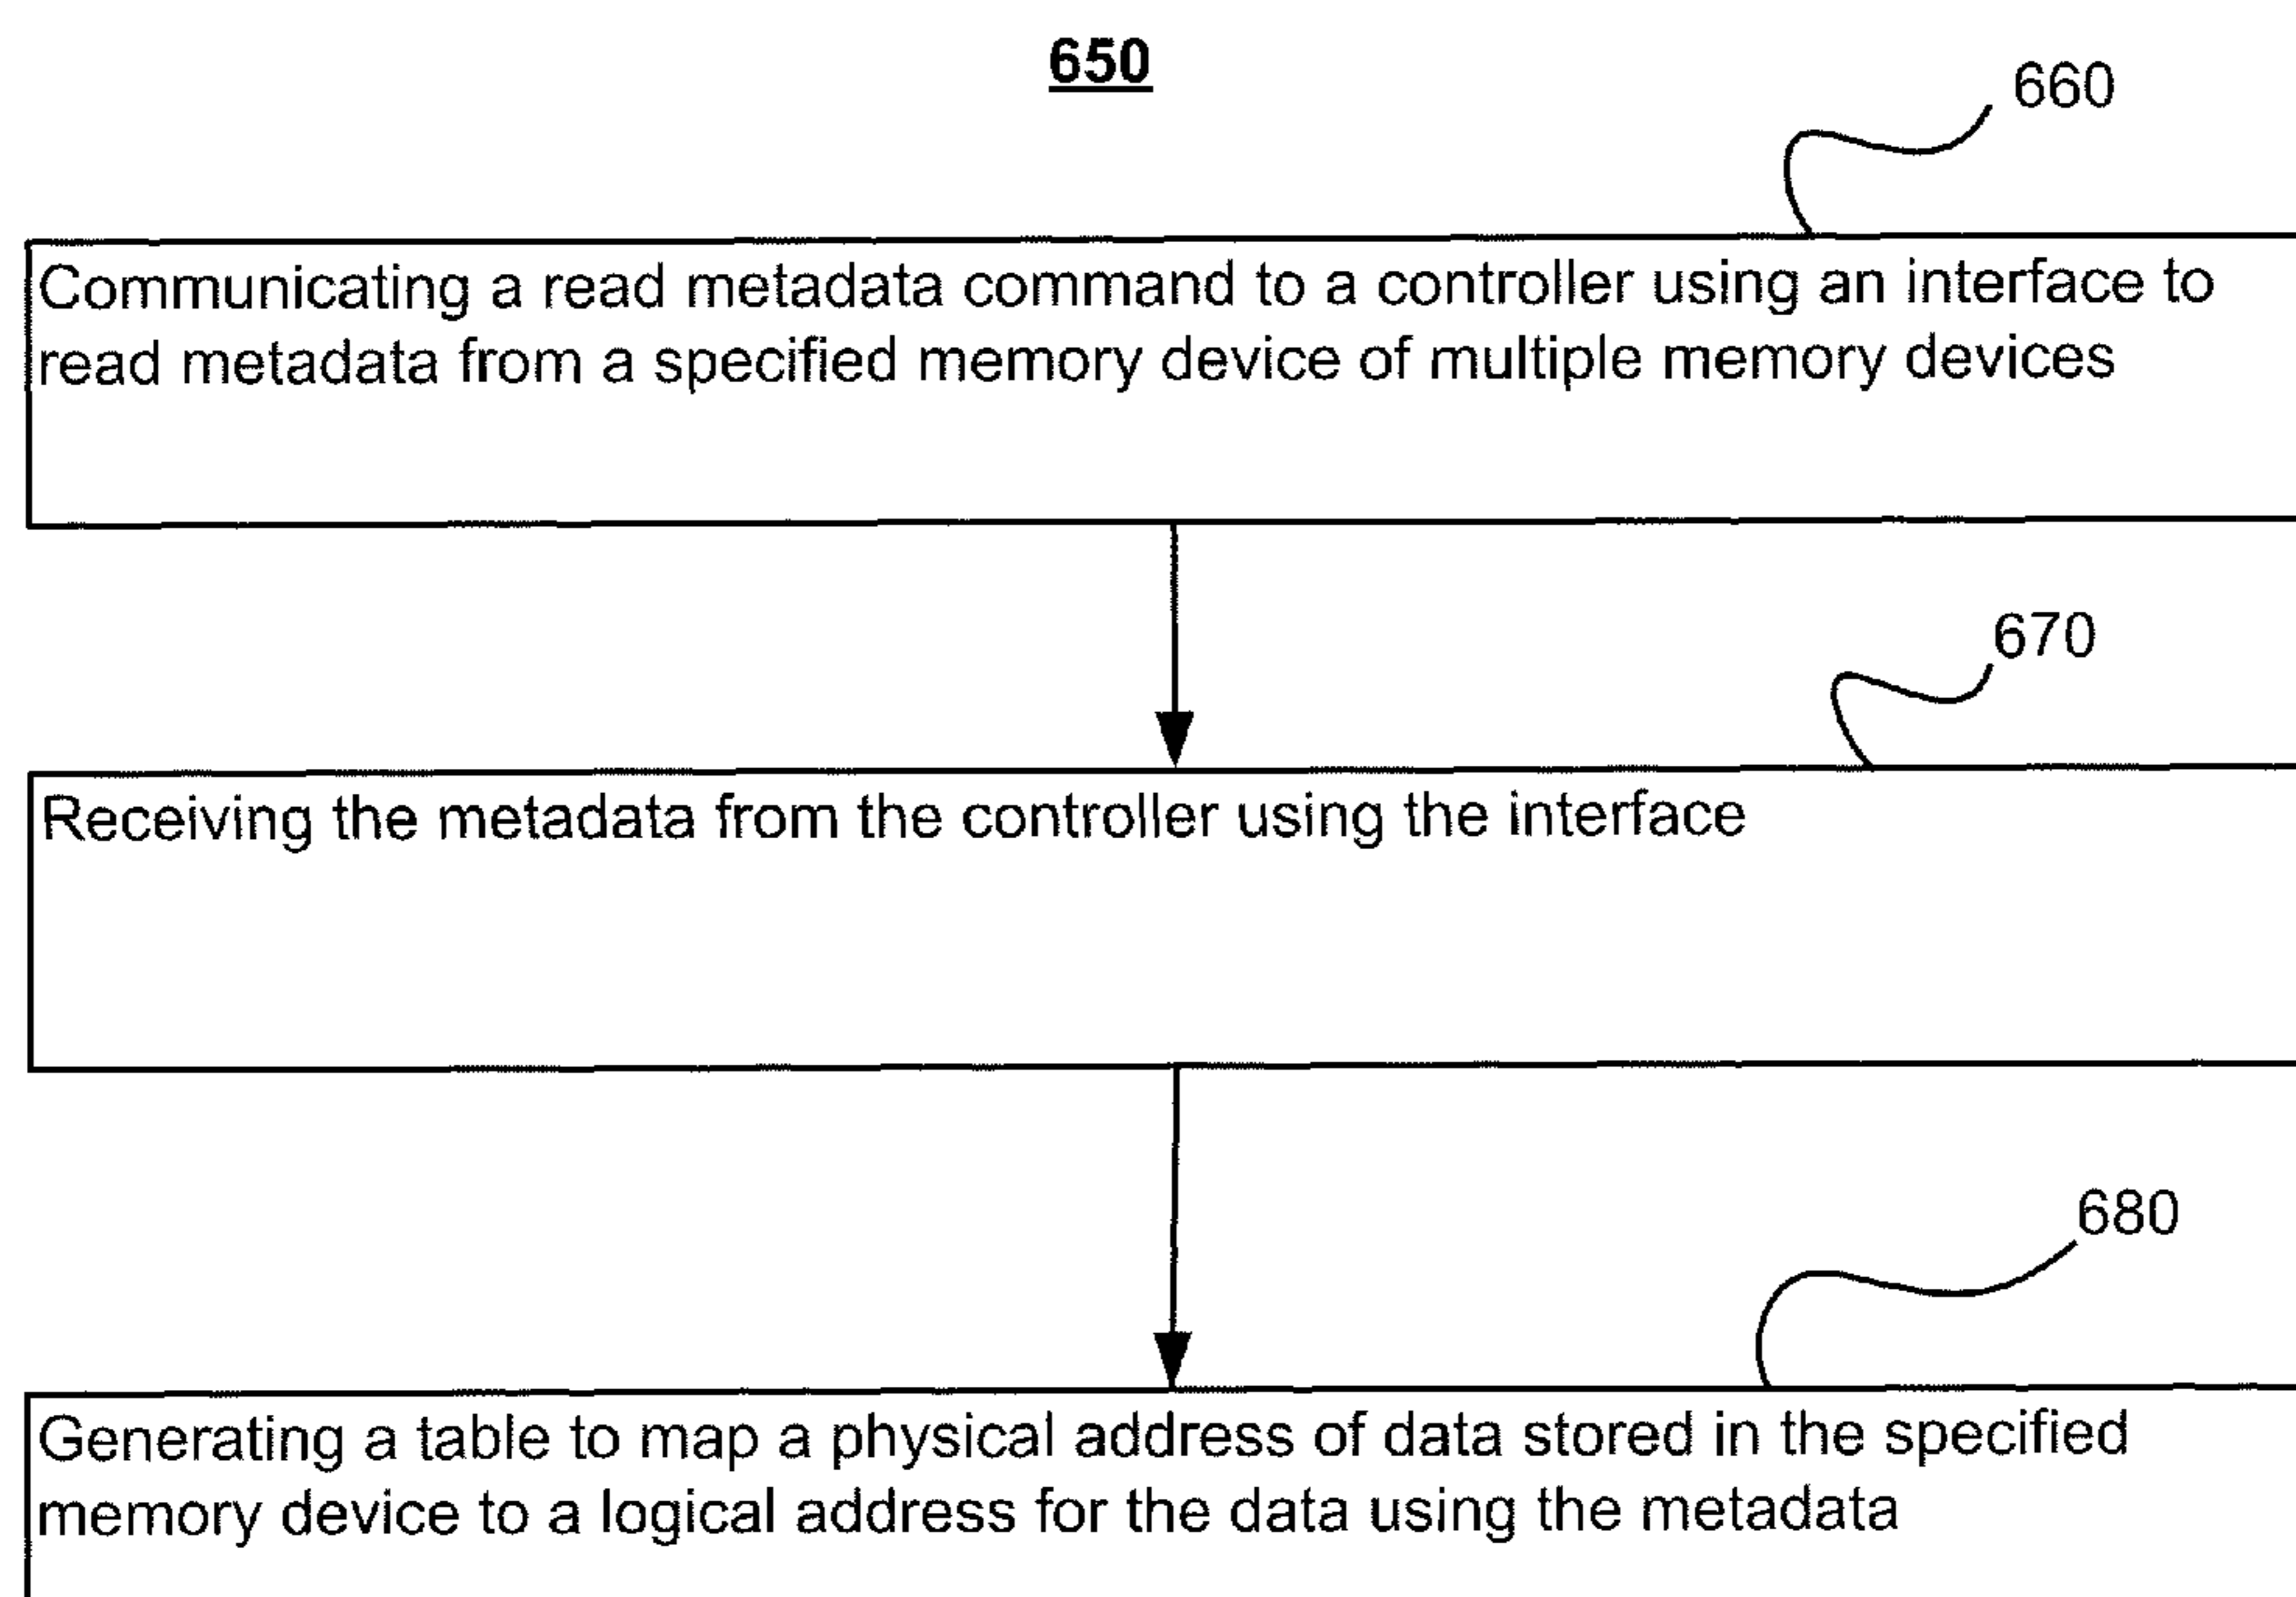 650
660
Communicating a read metadata command to a controller using an interface to
read metadata from a specified memory device of multiple memory devices
670
Receiving the metadata from the controller using the interface
680
Generating a table to map a physical address of data stored in the specified
memory device to a logical address for the data using the metadata